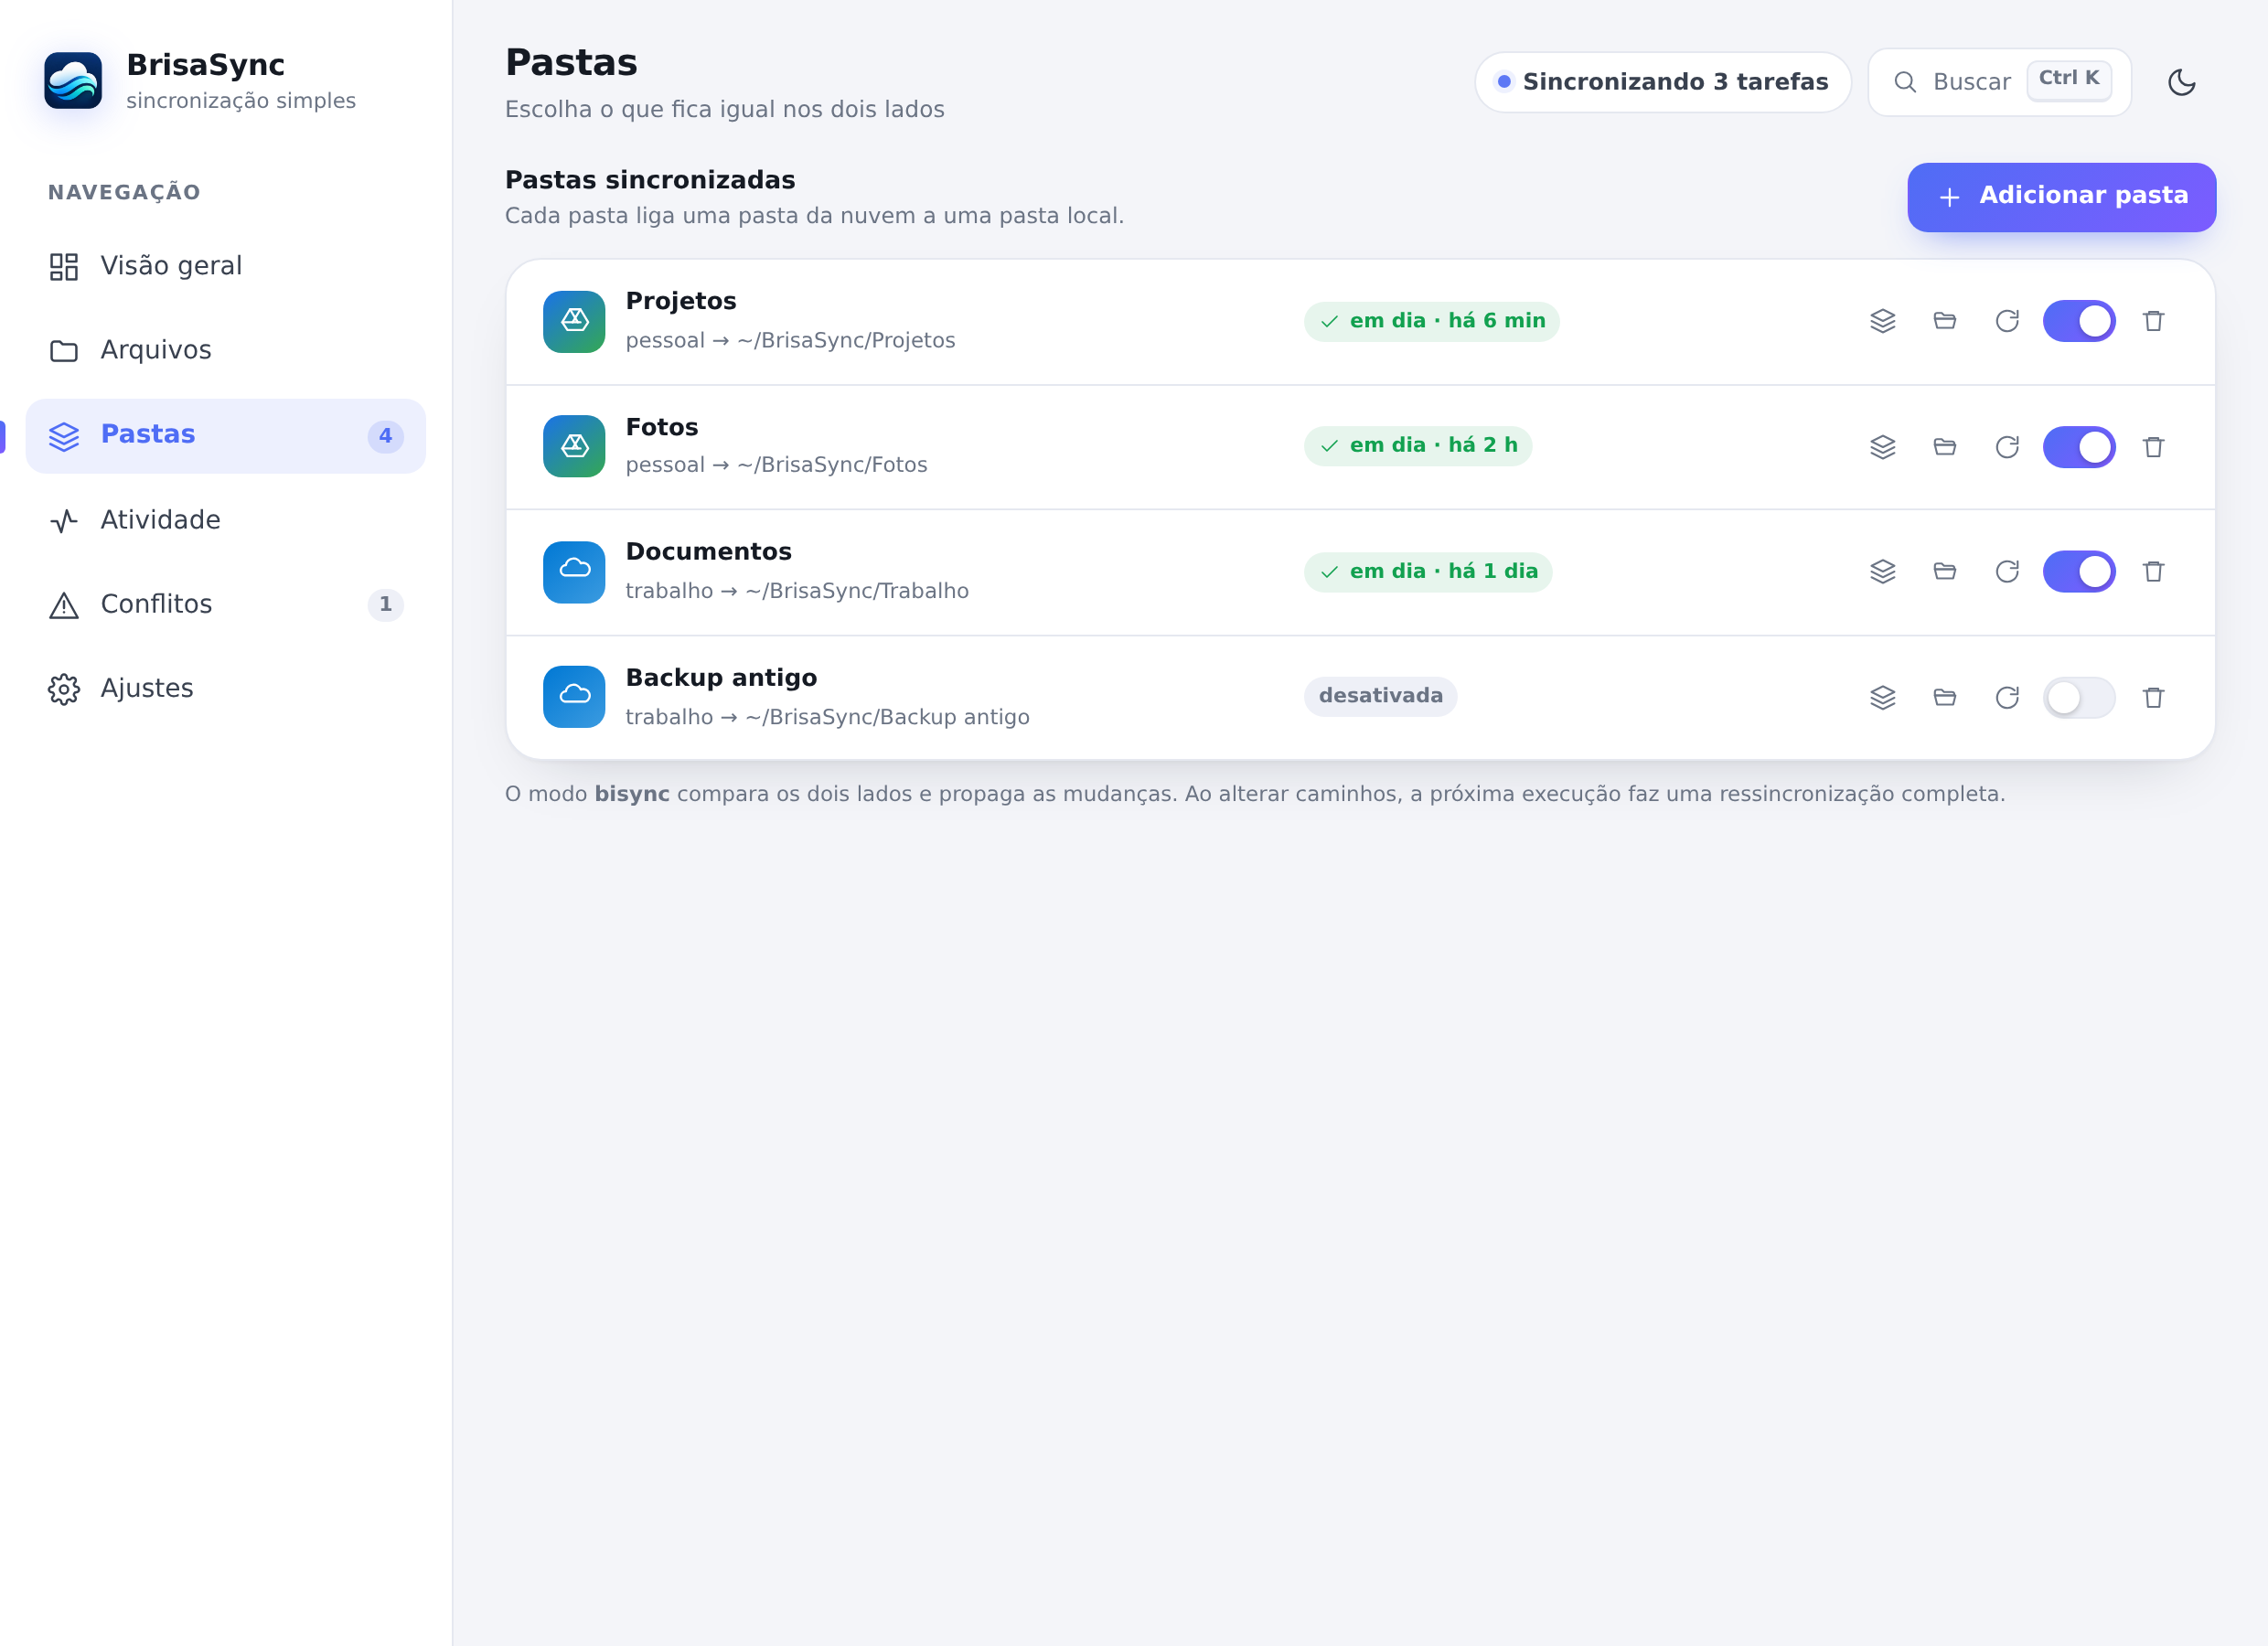 BrisaSync
sincronização simples
NAVEGAÇÃO
Visão geral
Arquivos
Pastas 4
Atividade
Conflitos 1
Ajustes
Pastas
Escolha o que fica igual nos dois lados
Sincronizando 3 tarefas
Buscar Ctrl K
Pastas sincronizadas
Cada pasta liga uma pasta da nuvem a uma pasta local.
Adicionar pasta
Projetos
pessoal → ~/BrisaSync/Projetos
em dia · há 6 min
Fotos
pessoal → ~/BrisaSync/Fotos
em dia · há 2 h
Documentos
trabalho → ~/BrisaSync/Trabalho
em dia · há 1 dia
Backup antigo
trabalho → ~/BrisaSync/Backup antigo
desativada
O modo bisync compara os dois lados e propaga as mudanças. Ao alterar caminhos, a próxima execução faz uma ressincronização completa.